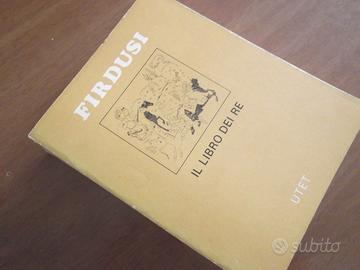 FIRDUSI
IL LIBRO DEI RE
UTET
subito